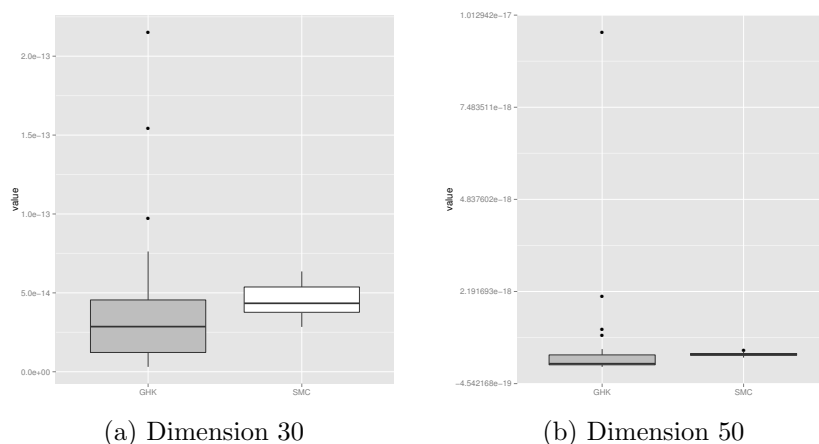 2.0e−13
1.5e−13
1.0e−13
5.0e−14
0.0e+00
value
GHK
SMC
(a) Dimension 30
1.012942e−17
7.483511e−18
4.837602e−18
2.191693e−18
−4.542168e−19
value
GHK
SMC
(b) Dimension 50